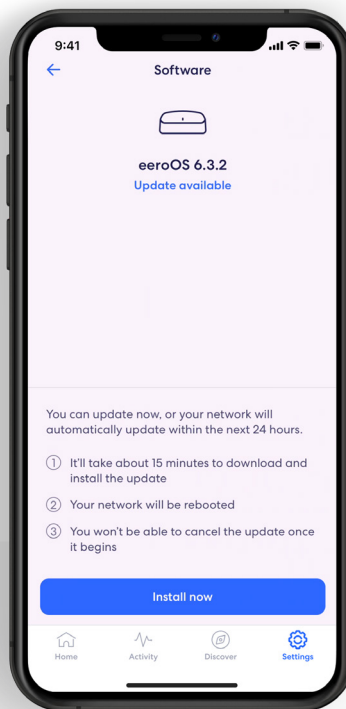 9:41
Software
eeroOS 6.3.2
Update available
You can update now, or your network will
automatically update within the next 24 hours.
1 It'll take about 15 minutes to download and
install the update
2 Your network will be rebooted
3 You won't be able to cancel the update once
it begins
Install now
Home Activity Discover Settings